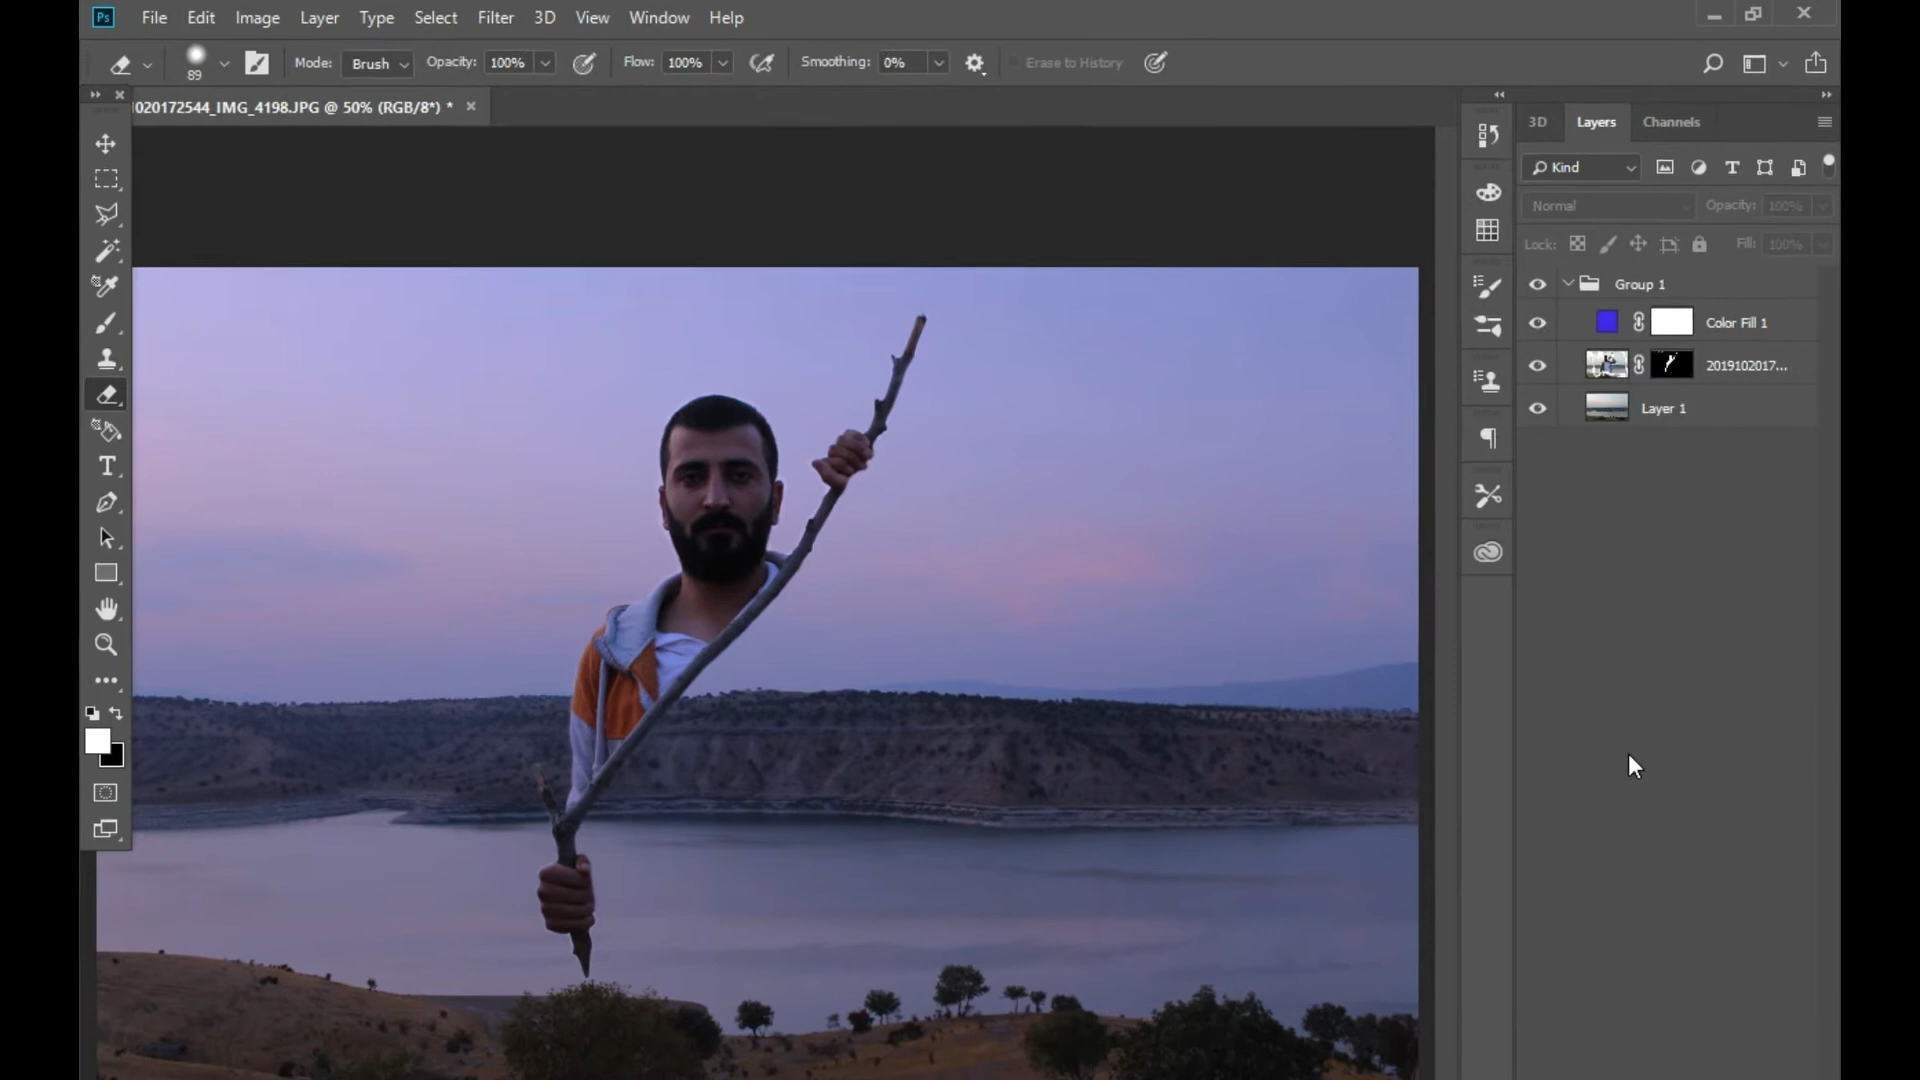 Ps File Edit Image Layer Type Select Filter 3D View Window Help
89 Mode: Brush Opacity: 100% Flow: 100% Smoothing: 0% Erase to History
020172544_IMG_4198.JPG @ 50% (RGB/8*) *
3D Layers Channels
Kind
Normal Opacity: 100%
Lock: Fill: 100%
Group 1
Color Fill 1
2019102017...
Layer 1